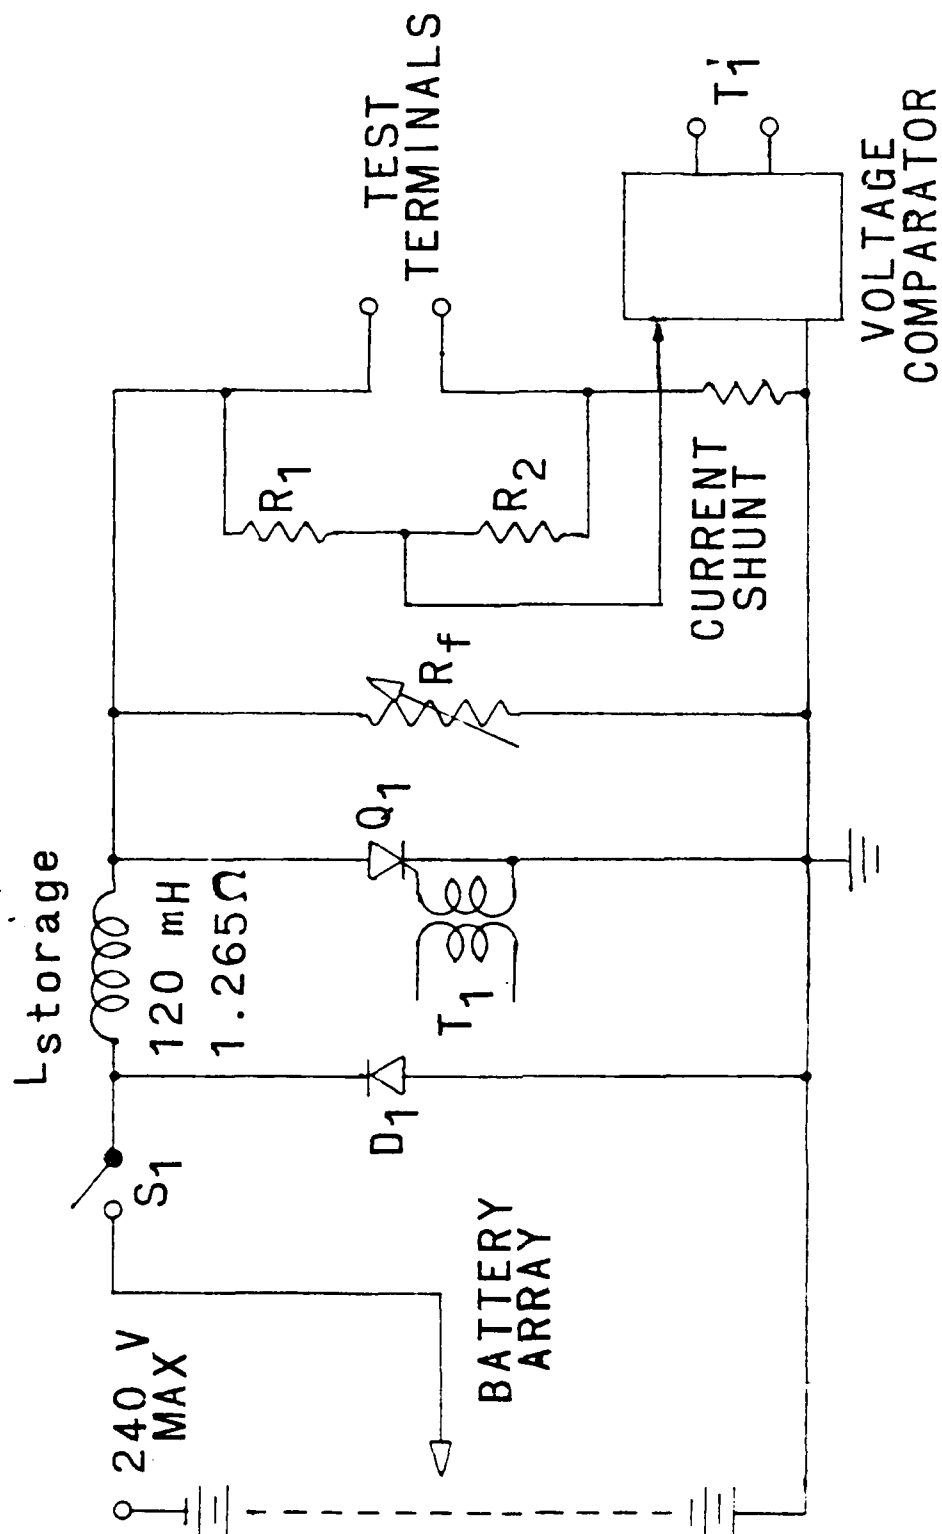 240 V
MAX
BATTERY
ARRAY
S1
D1
Lstorage
120 mH
1.265Ω
T1
Q1
Rf
R1
R2
CURRENT
SHUNT
TEST
TERMINALS
T1'
VOLTAGE
COMPARATOR